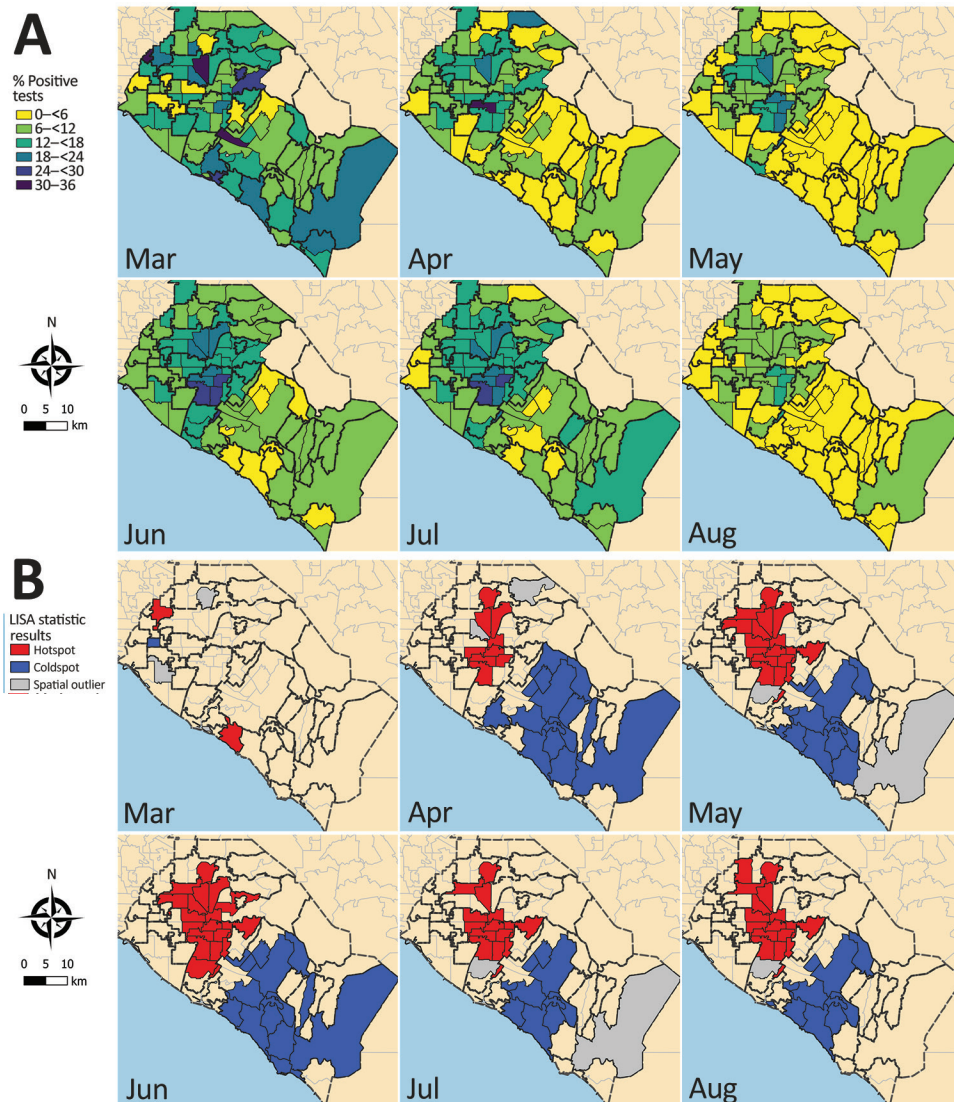 A
% Positive
tests
0–<6
6–<12
12–<18
18–<24
24–<30
30–36
Mar
Apr
May
N
0 5 10
km
Jun
Jul
Aug
B
LISA statistic
results
Hotspot
Coldspot
Spatial outlier
Mar
Apr
May
N
0 5 10
km
Jun
Jul
Aug